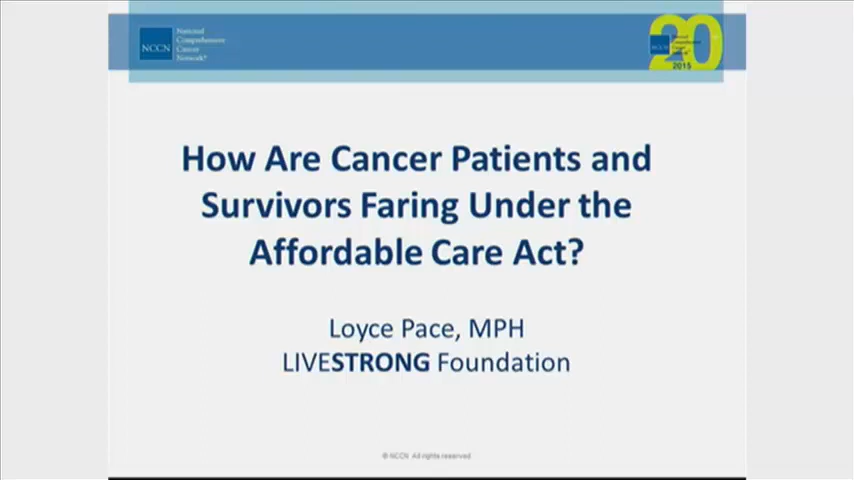 NCCN
National
Comprehensive
Cancer
Network®
20
NCCN
2015
How Are Cancer Patients and
Survivors Faring Under the
Affordable Care Act?
Loyce Pace, MPH
LIVESTRONG Foundation
© NCCN All rights reserved